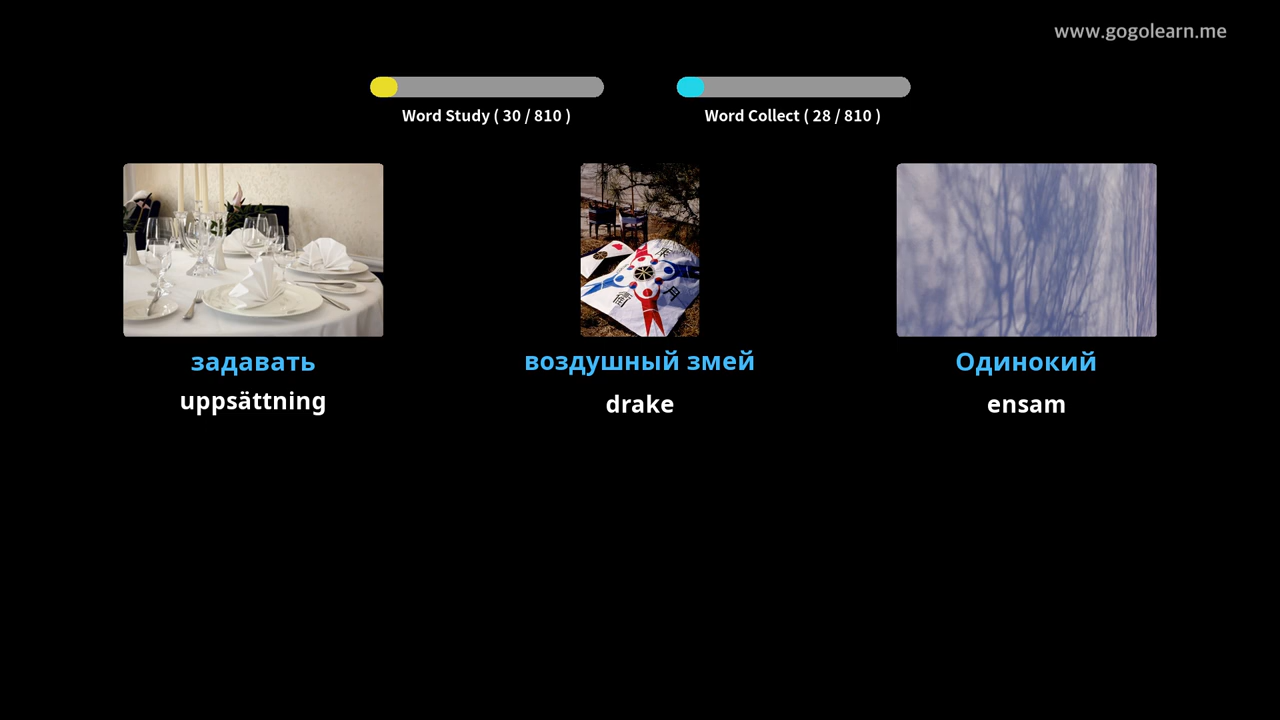 www.gogolearn.me
Word Study ( 30 / 810 )
Word Collect ( 28 / 810 )
задавать
воздушный змей
Одинокий
uppsättning
drake
ensam